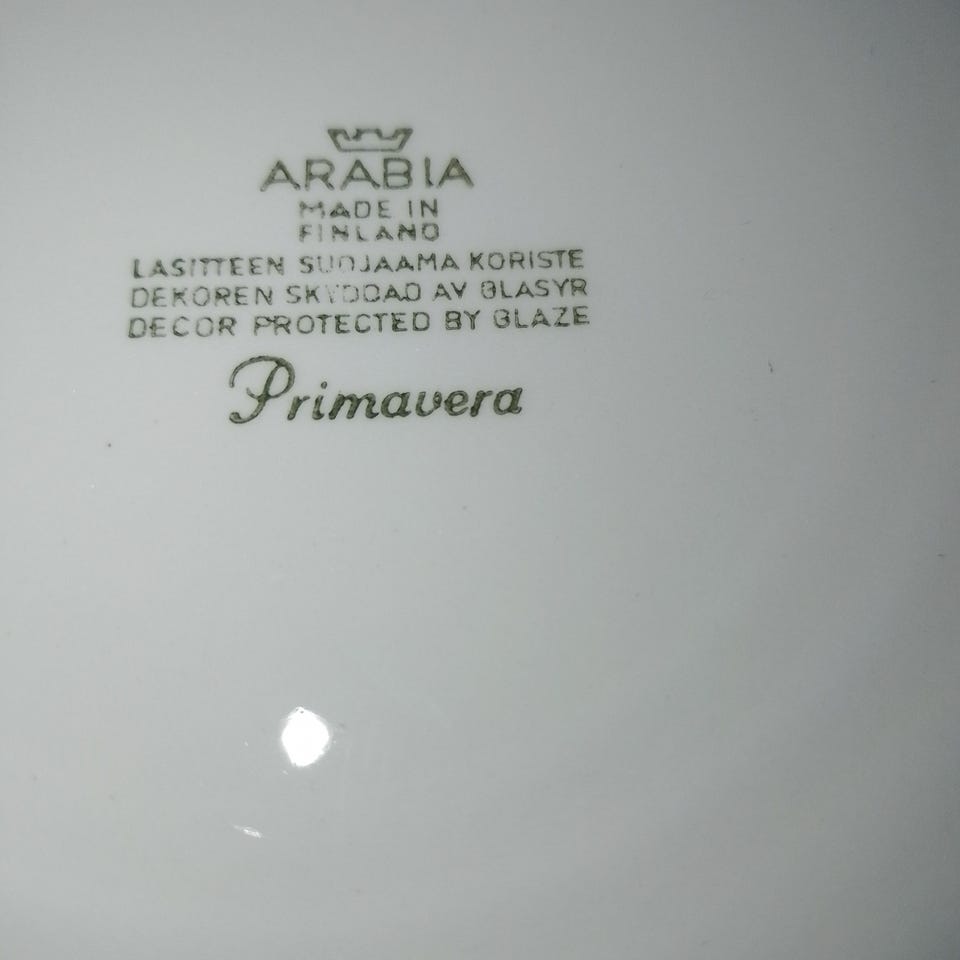 ARABIA
MADE IN
FINLAND
LASITTEEN SUOJAAMA KORISTE
DEKOREN SKYDDAD AV GLASYR
DECOR PROTECTED BY GLAZE
Primavera